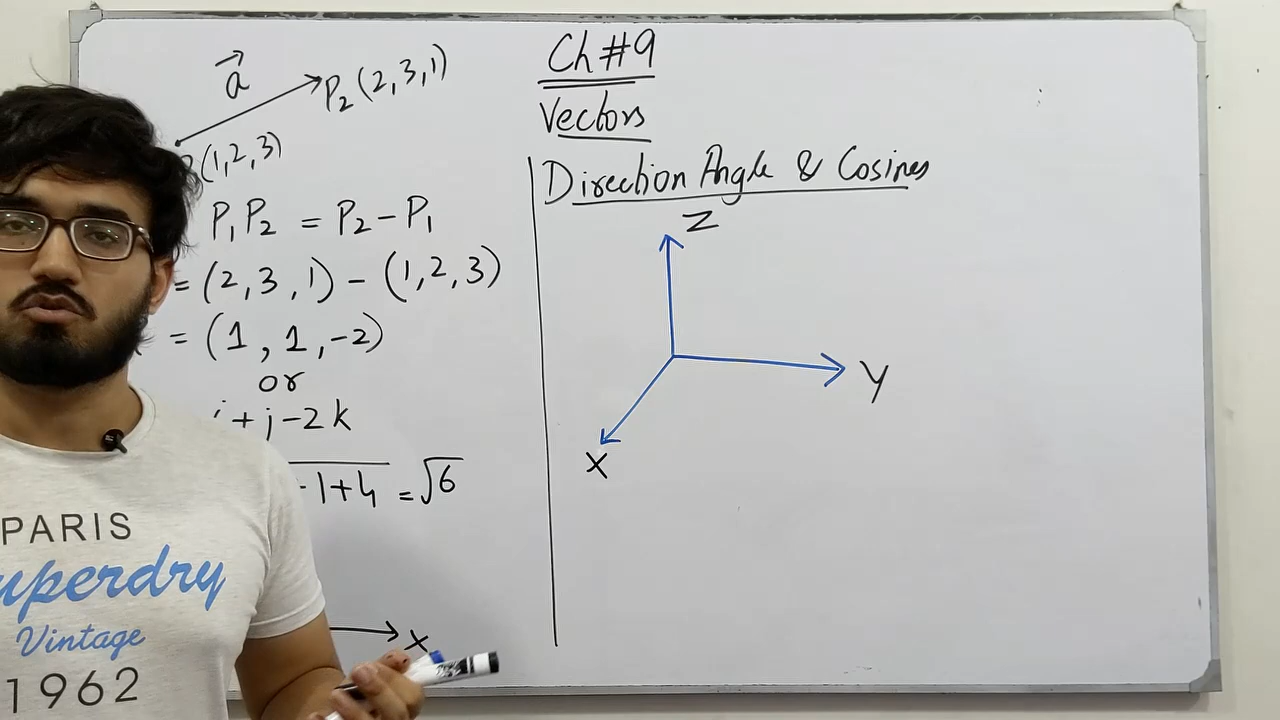 Ch#9
Vectors
Direction Angle & Cosines
a
P₂(2,3,1)
(1,2,3)
P₁P₂ = P₂-P₁
= (2,3,1) - (1,2,3)
= (1, 1, -2)
or
i+j-2k
1+4 = √6
X
Z
Y
X
PARIS
Superdry
Vintage
1962